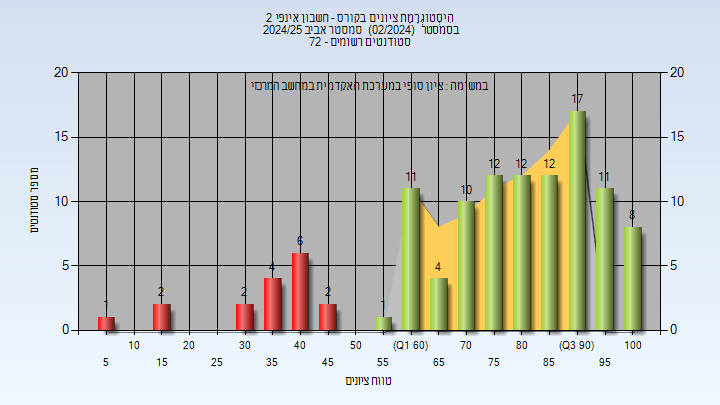 היסטוגרמת ציונים בקורס - חשבון אינפי 2
בסמסטר (02/2024) סמסטר אביב 2024/25
סטודנטים רשומים - 72
במשימה : ציון סופי במערכת האקדמית במחשב המרכזי
20 20
15 15
10 10
5 5
0 0
מספר סטודנטים
1 2 2 4 6 2 1 11 4 10 12 12 12 17 11 8
10 20 30 40 50 (Q1 60) 70 80 (Q3 90) 100
5 15 25 35 45 55 65 75 85 95
טווח ציונים